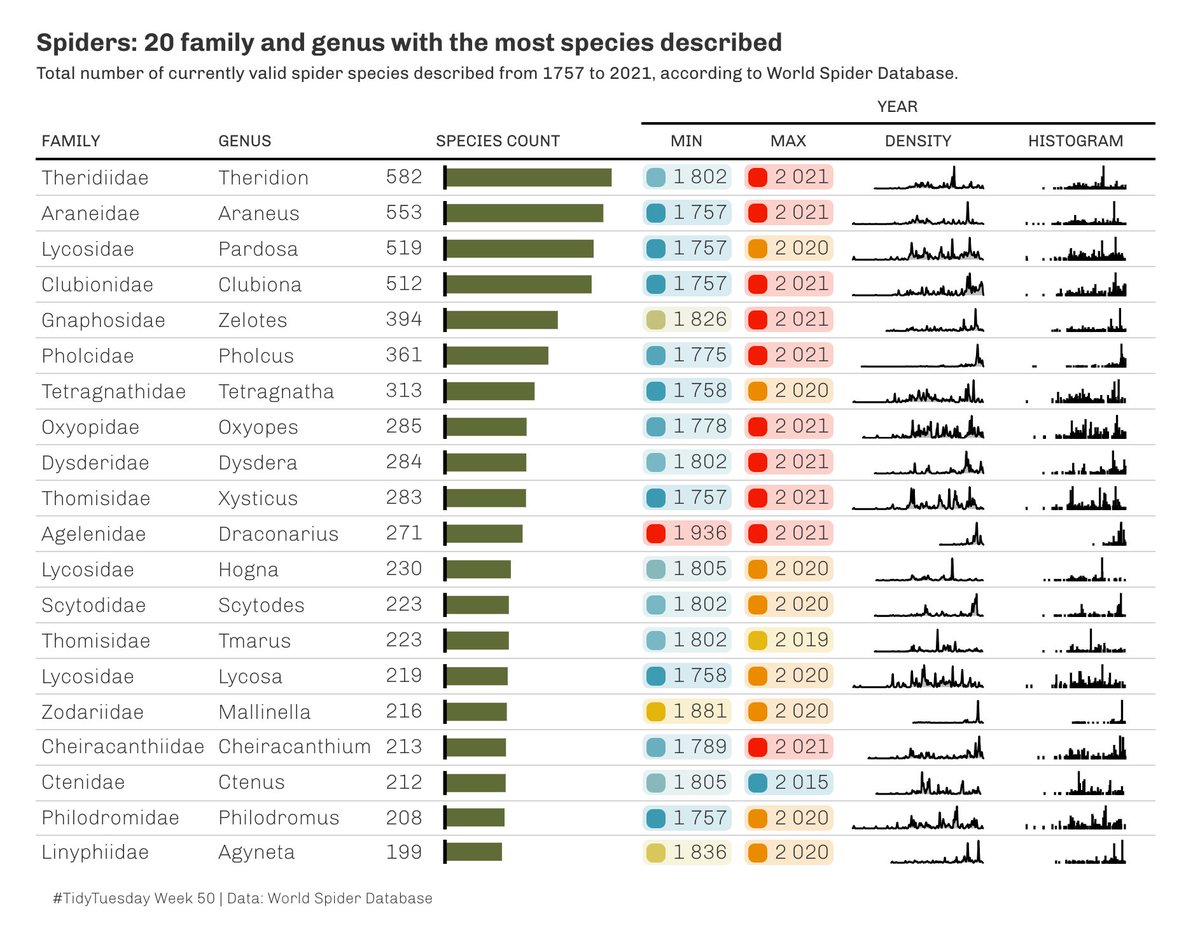 Spiders: 20 family and genus with the most species described
Total number of currently valid spider species described from 1757 to 2021, according to World Spider Database.
YEAR
FAMILY GENUS SPECIES COUNT MIN MAX DENSITY HISTOGRAM
Theridiidae Theridion 582 1 802 2 021
Araneidae Araneus 553 1 757 2 021
Lycosidae Pardosa 519 1 757 2 020
Clubionidae Clubiona 512 1 757 2 021
Gnaphosidae Zelotes 394 1 826 2 021
Pholcidae Pholcus 361 1 775 2 021
Tetragnathidae Tetragnatha 313 1 758 2 020
Oxyopidae Oxyopes 285 1 778 2 021
Dysderidae Dysdera 284 1 802 2 021
Thomisidae Xysticus 283 1 757 2 021
Agelenidae Draconarius 271 1 936 2 021
Lycosidae Hogna 230 1 805 2 020
Scytodidae Scytodes 223 1 802 2 020
Thomisidae Tmarus 223 1 802 2 019
Lycosidae Lycosa 219 1 758 2 020
Zodariidae Mallinella 216 1 881 2 020
Cheiracanthiidae Cheiracanthium 213 1 789 2 021
Ctenidae Ctenus 212 1 805 2 015
Philodromidae Philodromus 208 1 757 2 020
Linyphiidae Agyneta 199 1 836 2 020
#TidyTuesday Week 50 | Data: World Spider Database